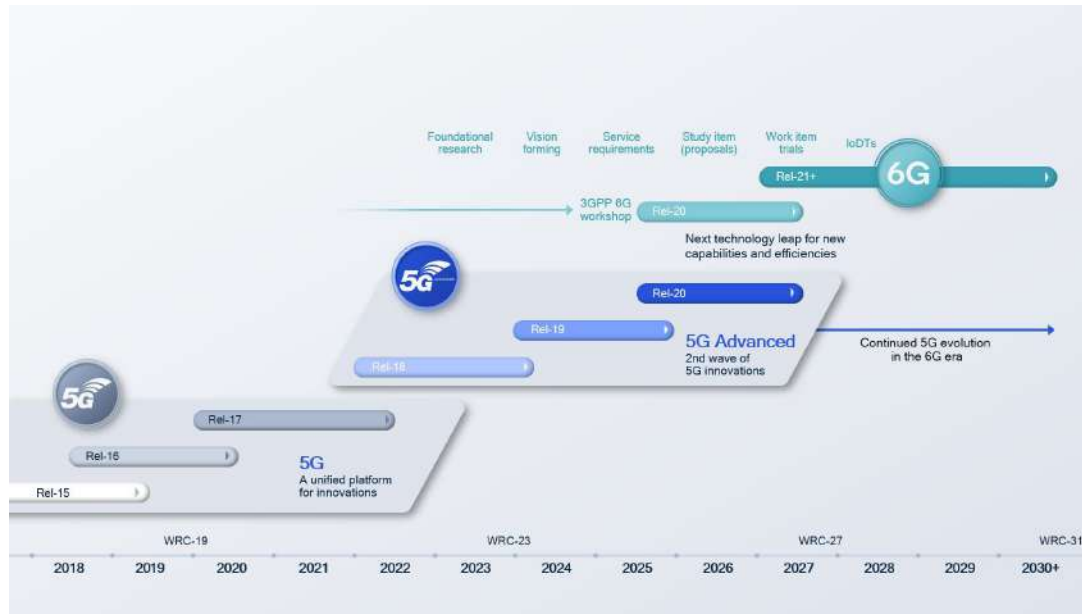 Foundational
research
Vision
forming
Service
requirements
Study item
(proposals)
Work item
trials
IoDTs
Rel-21+
6G
3GPP 6G
workshop
Rel-20
Next technology leap for new
capabilities and efficiencies
5G
Rel-20
Rel-19
5G Advanced
2nd wave of
5G innovations
Rel-18
Continued 5G evolution
in the 6G era
5G
Rel-17
Rel-16
5G
A unified platform
for innovations
Rel-15
WRC-19 WRC-23 WRC-27 WRC-31
2018 2019 2020 2021 2022 2023 2024 2025 2026 2027 2028 2029 2030+